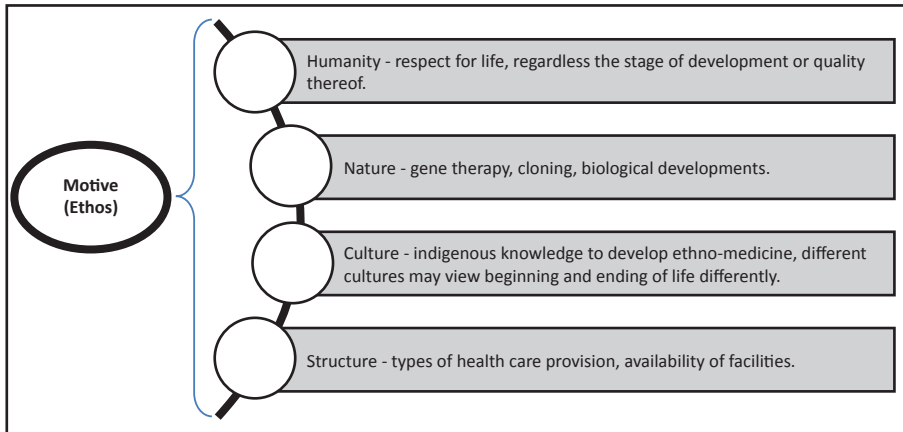 Motive
(Ethos)
Humanity - respect for life, regardless the stage of development or quality
thereof.
Nature - gene therapy, cloning, biological developments.
Culture - indigenous knowledge to develop ethno-medicine, different
cultures may view beginning and ending of life differently.
Structure - types of health care provision, availability of facilities.